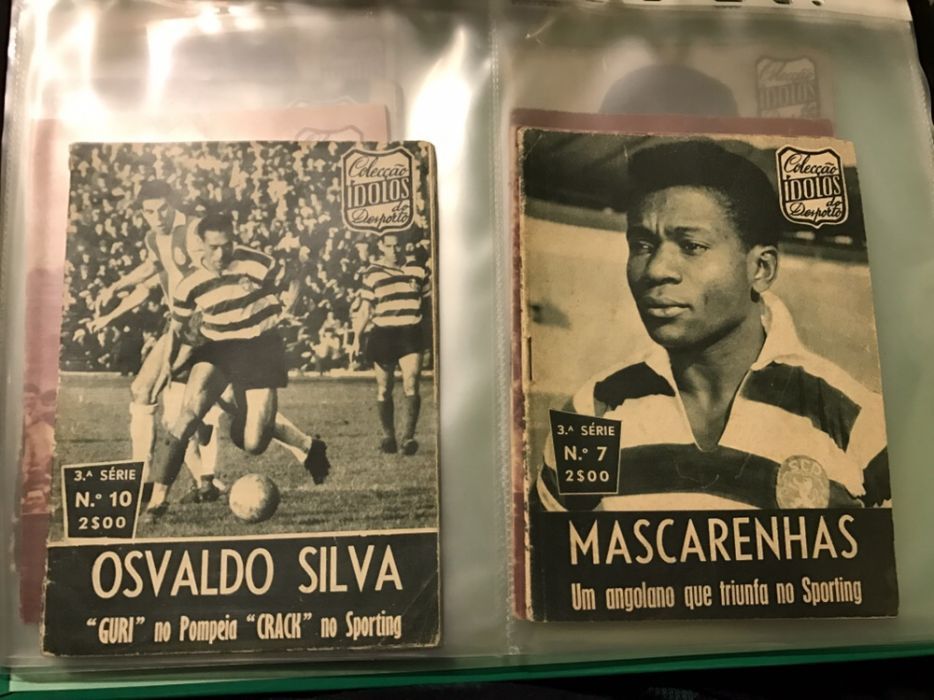 Colecção
ÍDOLOS
do
Desporto
3.ª SÉRIE
N.º 10
2$00
OSVALDO SILVA
"GURI" no Pompeia "CRACK" no Sporting
Colecção
ÍDOLOS
do
Desporto
3.ª SÉRIE
N.º 7
2$00
SCP
MASCARENHAS
Um angolano que triunfa no Sporting